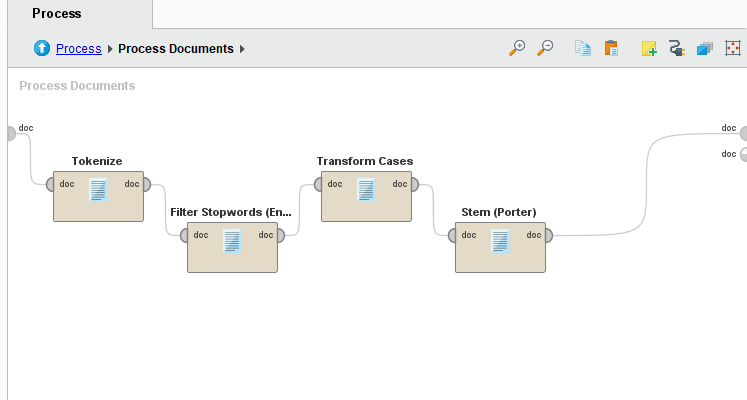 Process
Process Process Documents
Process Documents
doc
doc
doc
Tokenize
doc doc
Filter Stopwords (En...
doc doc
Transform Cases
doc doc
Stem (Porter)
doc doc